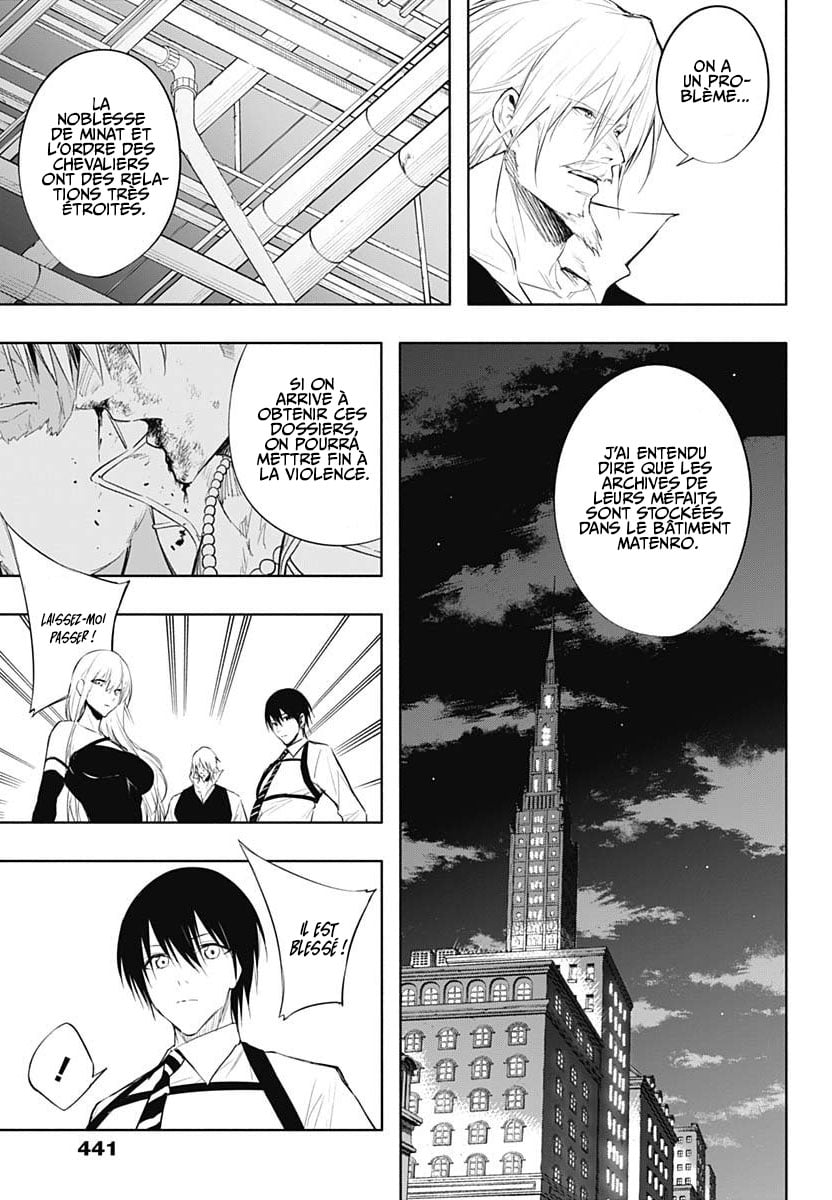 ON A
UN PRO-
BLÈME...
LA
NOBLESSE
DE MINAT ET
L'ORDRE DES
CHEVALIERS
ONT DES RELA-
TIONS TRÈS
ÉTROITES.
J'AI ENTENDU
DIRE QUE LES
ARCHIVES DE
LEURS MÉFAITS
SONT STOCKÉES
DANS LE BÂTIMENT
MATENRO.
SI ON
ARRIVE À
OBTENIR CES
DOSSIERS,
ON POURRA
METTRE FIN À
LA VIOLENCE.
LAISSEZ-MOI
PASSER !
IL EST
BLESSÉ !
!
441